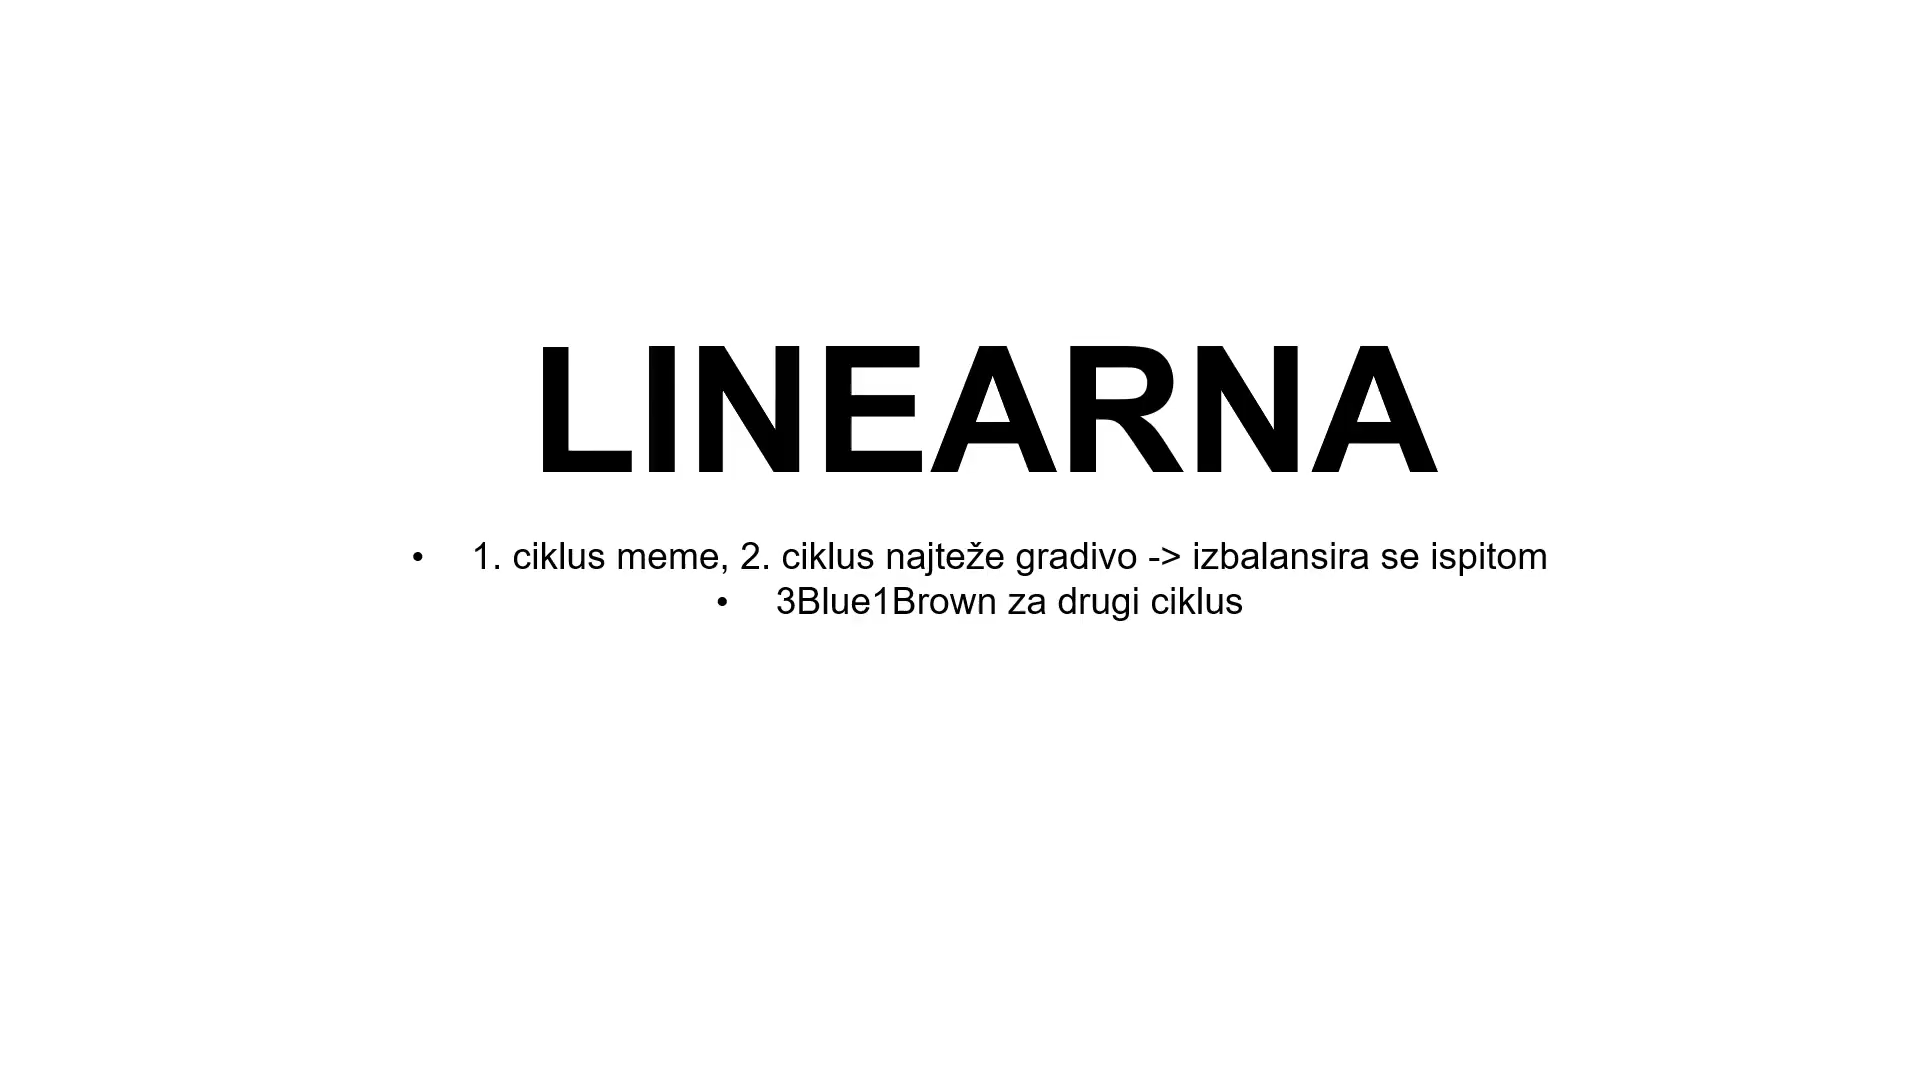 LINEARNA
• 1. ciklus meme, 2. ciklus najteže gradivo -> izbalansira se ispitom
• 3Blue1Brown za drugi ciklus